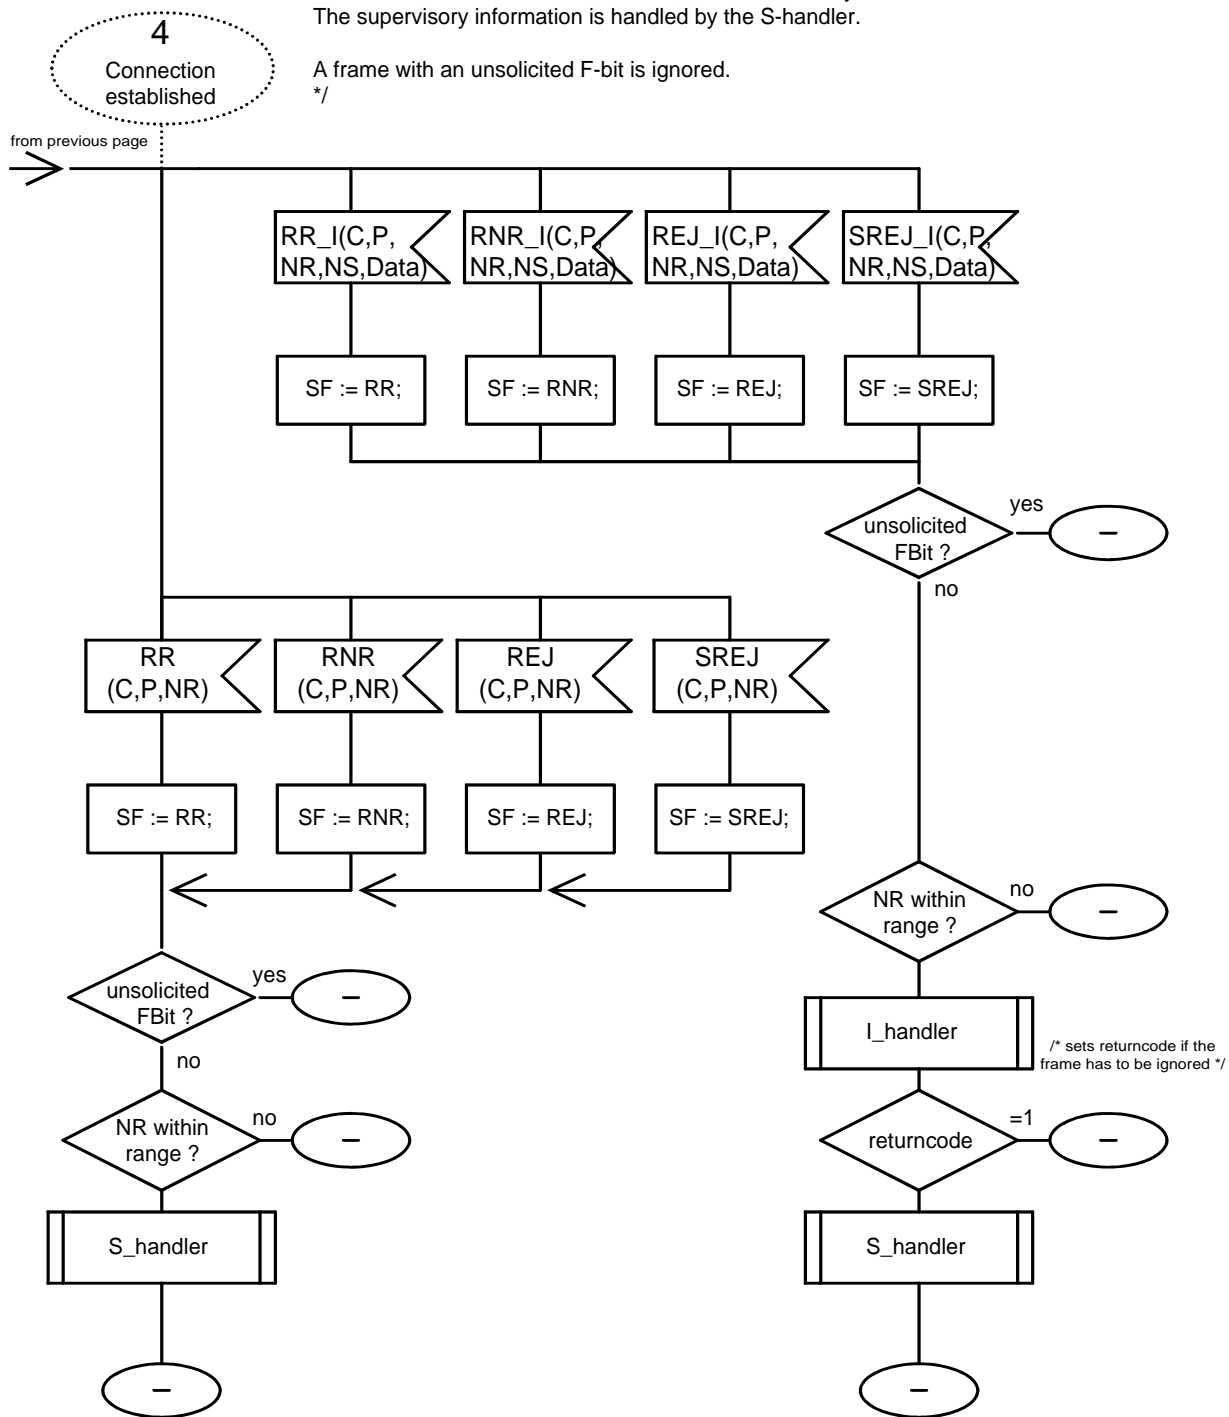 The supervisory information is handled by the S-handler.
4
Connection
established
A frame with an unsolicited F-bit is ignored.
*/
from previous page
RR_I(C,P,
NR,NS,Data)
RNR_I(C,P,
NR,NS,Data)
REJ_I(C,P,
NR,NS,Data)
SREJ_I(C,P,
NR,NS,Data)
SF := RR;
SF := RNR;
SF := REJ;
SF := SREJ;
unsolicited
FBit ?
yes
–
no
RR
(C,P,NR)
RNR
(C,P,NR)
REJ
(C,P,NR)
SREJ
(C,P,NR)
SF := RR;
SF := RNR;
SF := REJ;
SF := SREJ;
NR within
range ?
no
–
unsolicited
FBit ?
yes
–
no
I_handler
/* sets returncode if the
frame has to be ignored */
NR within
range ?
no
–
returncode
=1
–
S_handler
S_handler
–
–